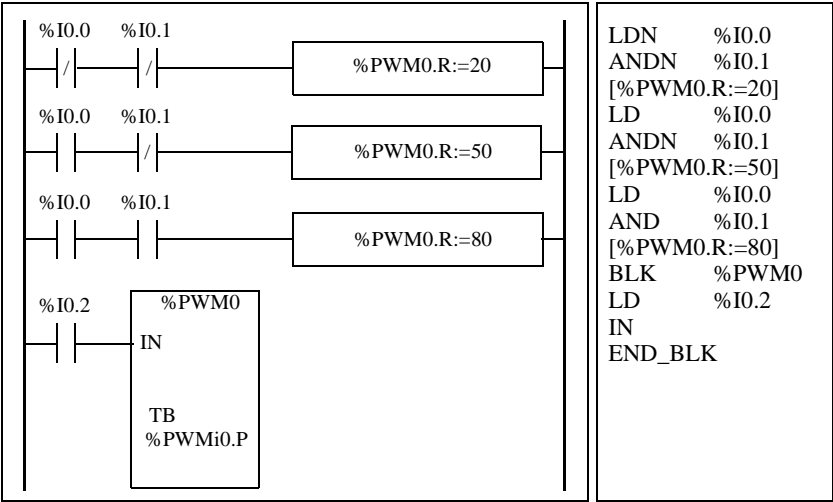 %I0.0 %I0.1
/ / %PWM0.R:=20
%I0.0 %I0.1
/ %PWM0.R:=50
%I0.0 %I0.1
%PWM0.R:=80
%I0.2 %PWM0
IN
TB
%PWMi0.P
LDN %I0.0
ANDN %I0.1
[%PWM0.R:=20]
LD %I0.0
ANDN %I0.1
[%PWM0.R:=50]
LD %I0.0
AND %I0.1
[%PWM0.R:=80]
BLK %PWM0
LD %I0.2
IN
END_BLK